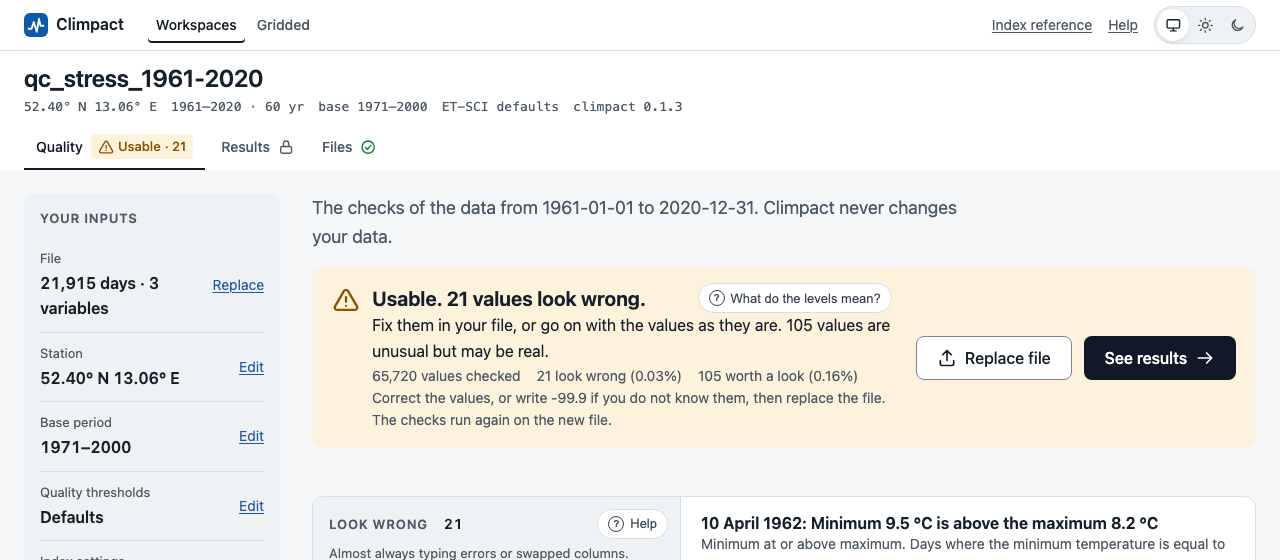 Climpact
Workspaces
Gridded
Index reference
Help
qc_stress_1961-2020
52.40° N 13.06° E 1961–2020 · 60 yr base 1971–2000 ET-SCI defaults climpact 0.1.3
Quality
Usable · 21
Results
Files
YOUR INPUTS
File
21,915 days · 3
variables
Replace
Station
52.40° N 13.06° E
Edit
Base period
1971–2000
Edit
Quality thresholds
Defaults
Edit
Index settings
The checks of the data from 1961-01-01 to 2020-12-31. Climpact never changes
your data.
Usable. 21 values look wrong.
What do the levels mean?
Fix them in your file, or go on with the values as they are. 105 values are
unusual but may be real.
65,720 values checked 21 look wrong (0.03%) 105 worth a look (0.16%)
Correct the values, or write -99.9 if you do not know them, then replace the file.
The checks run again on the new file.
Replace file
See results
LOOK WRONG 21
Help
Almost always typing errors or swapped columns.
10 April 1962: Minimum 9.5 °C is above the maximum 8.2 °C
Minimum at or above maximum. Days where the minimum temperature is equal to